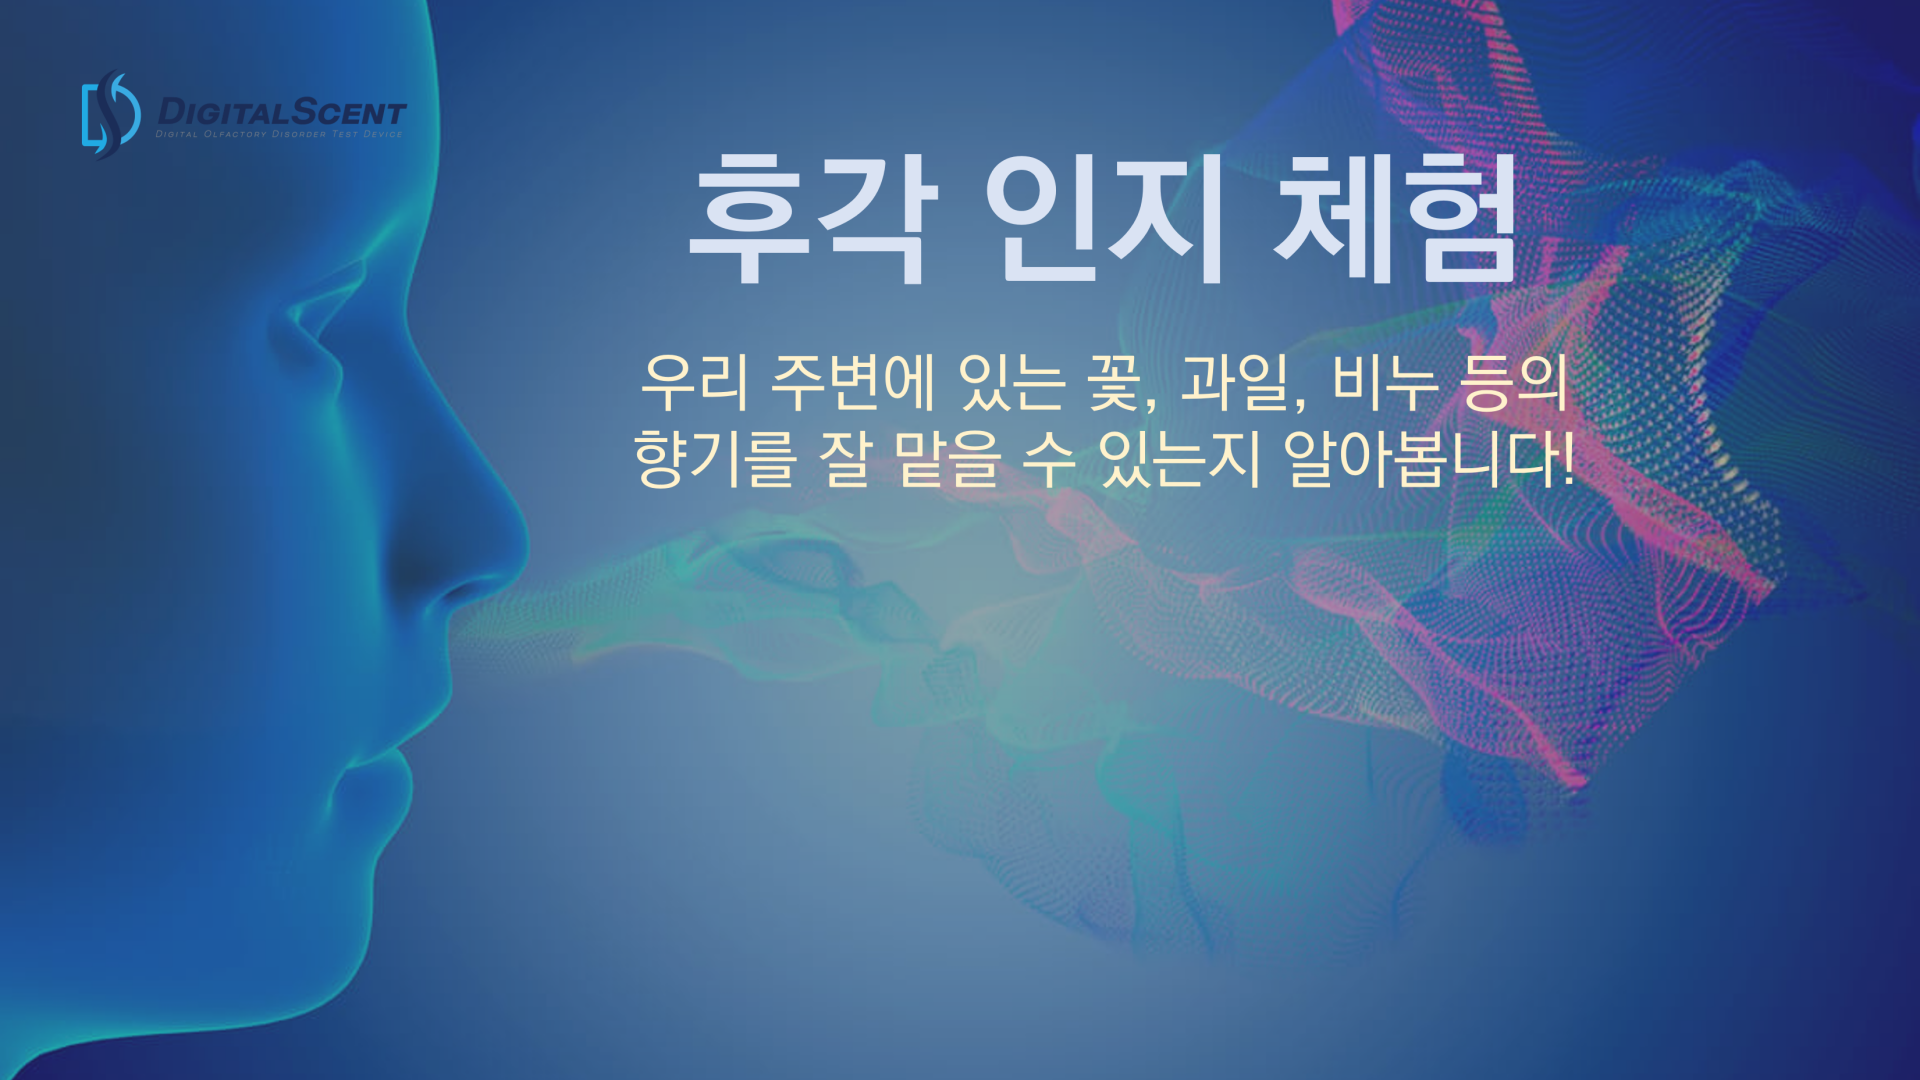 DIGITALSCENT
DIGITAL OLFACTORY DISORDER TEST DEVICE
후각 인지 체험
우리 주변에 있는 꽃, 과일, 비누 등의
향기를 잘 맡을 수 있는지 알아봅니다!